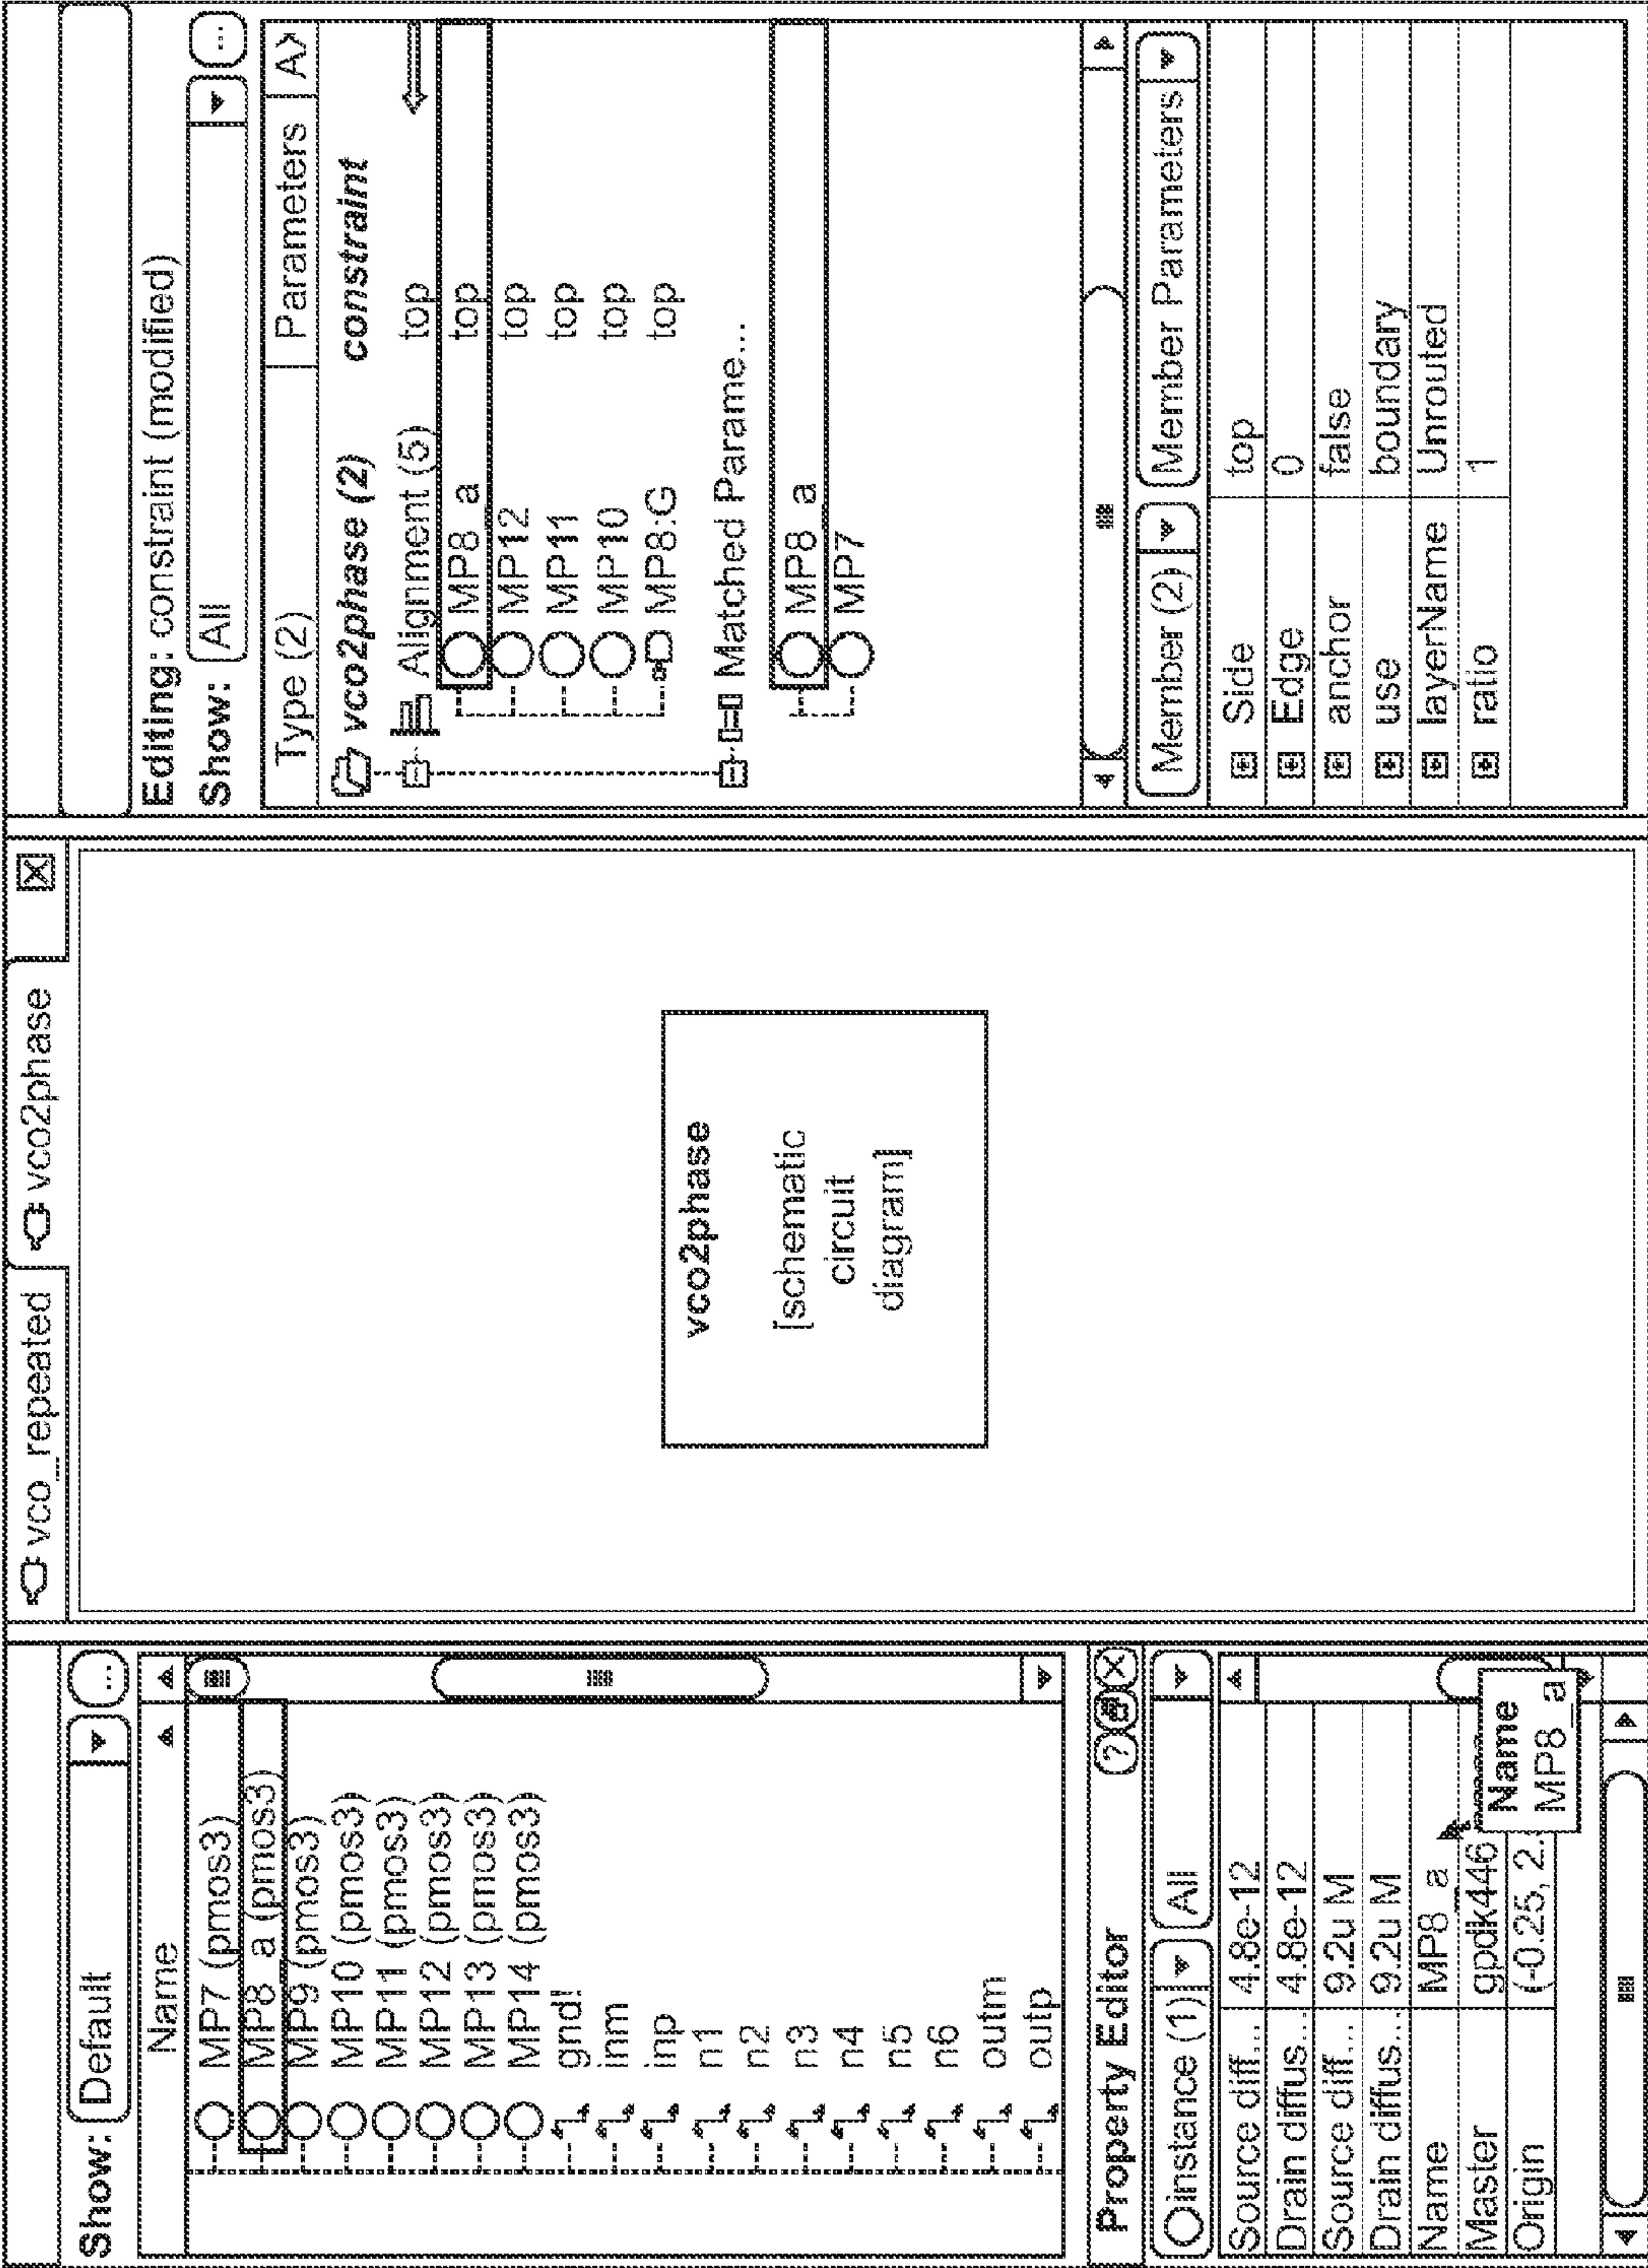 Show: Default ...
Name
MP7 (pmos3)
MP8_a (pmos3)
MP9 (pmos3)
MP10 (pmos3)
MP11 (pmos3)
MP12 (pmos3)
MP13 (pmos3)
MP14 (pmos3)
gnd!
inm
inp
n1
n2
n3
n4
n5
n6
outm
outp
Property Editor ? X
instance (1) All
Source diff... 4.8e-12
Drain diffus... 4.8e-12
Source diff... 9.2u M
Drain diffus... 9.2u M
Name MP8_a
Master gpdk446
Origin (-0.25, 2.
Name
MP8_a
vco_repeated vco2phase
vco2phase
[schematic
circuit
diagram]
Editing: constraint (modified)
Show: All ...
Type (2) Parameters A>
vco2phase (2) constraint
Alignment (5) top
MP8 a top
MP12 top
MP11 top
MP10 top
MP8:G top
Matched Parame...
MP8 a
MP7
Member (2) Member Parameters
Side top
Edge 0
anchor false
use boundary
layerName Unrouted
ratio 1